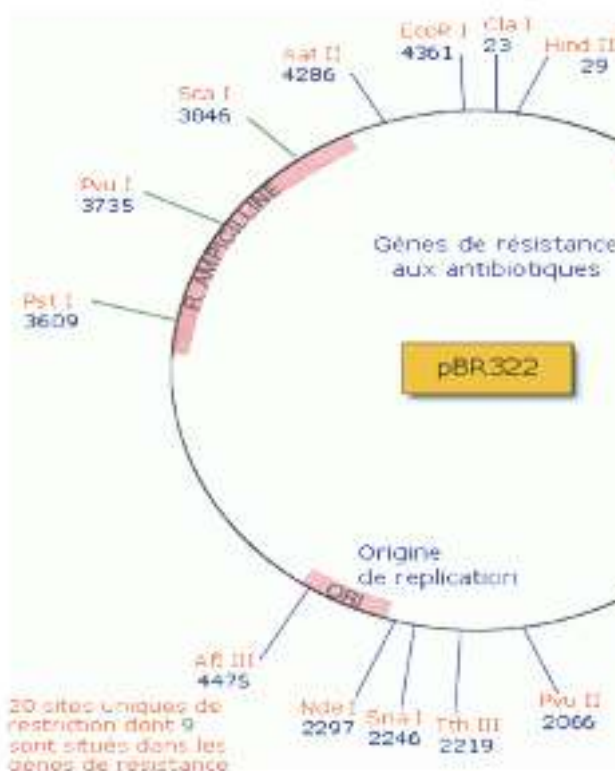 EcoR I
4361
Cla I
23
Hind II
29
Aat II
4286
Sca I
3846
Pvu I
3735
Pst I
3609
R. AMPICILLINE
Gènes de résistance
aux antibiotiques
pBR322
Origine
de replication
ORI
Afl III
4475
Nde I
2297
Sna I
2246
Tth III
2219
Pvu II
2066
20 sites uniques de
restriction dont 9
sont situés dans les
gènes de résistance